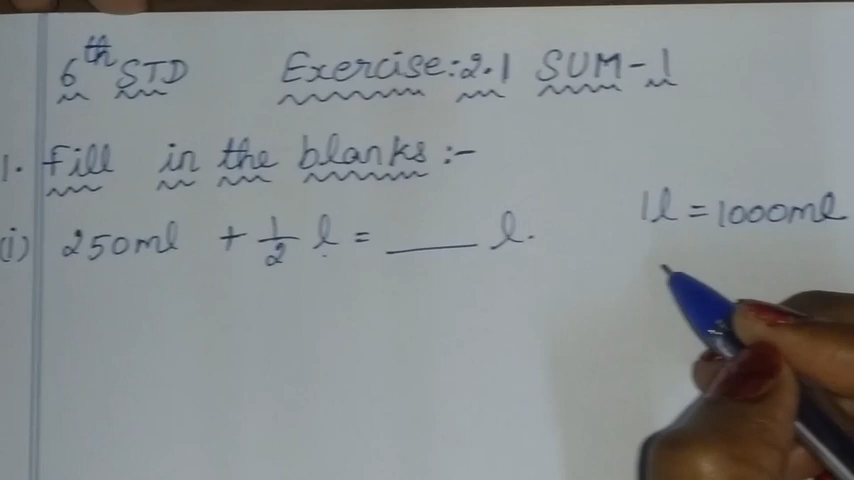 6th STD Exercise:2.1 SUM-1
1. Fill in the blanks:-
(i) 250ml + 1/2 l = ____ l.
1l = 1000ml